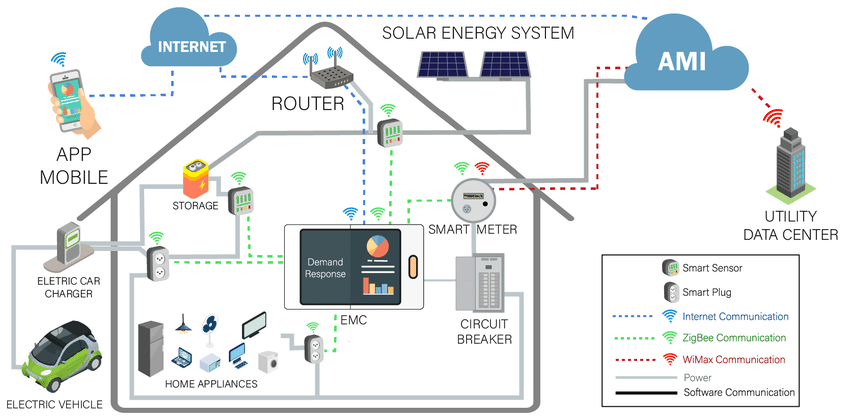 INTERNET
SOLAR ENERGY SYSTEM
AMI
ROUTER
APP
MOBILE
STORAGE
SMART METER
UTILITY
DATA CENTER
ELETRIC CAR
CHARGER
Demand
Response
EMC
CIRCUIT
BREAKER
HOME APPLIANCES
ELECTRIC VEHICLE
Smart Sensor
Smart Plug
Internet Communication
ZigBee Communication
WiMax Communication
Power
Software Communication